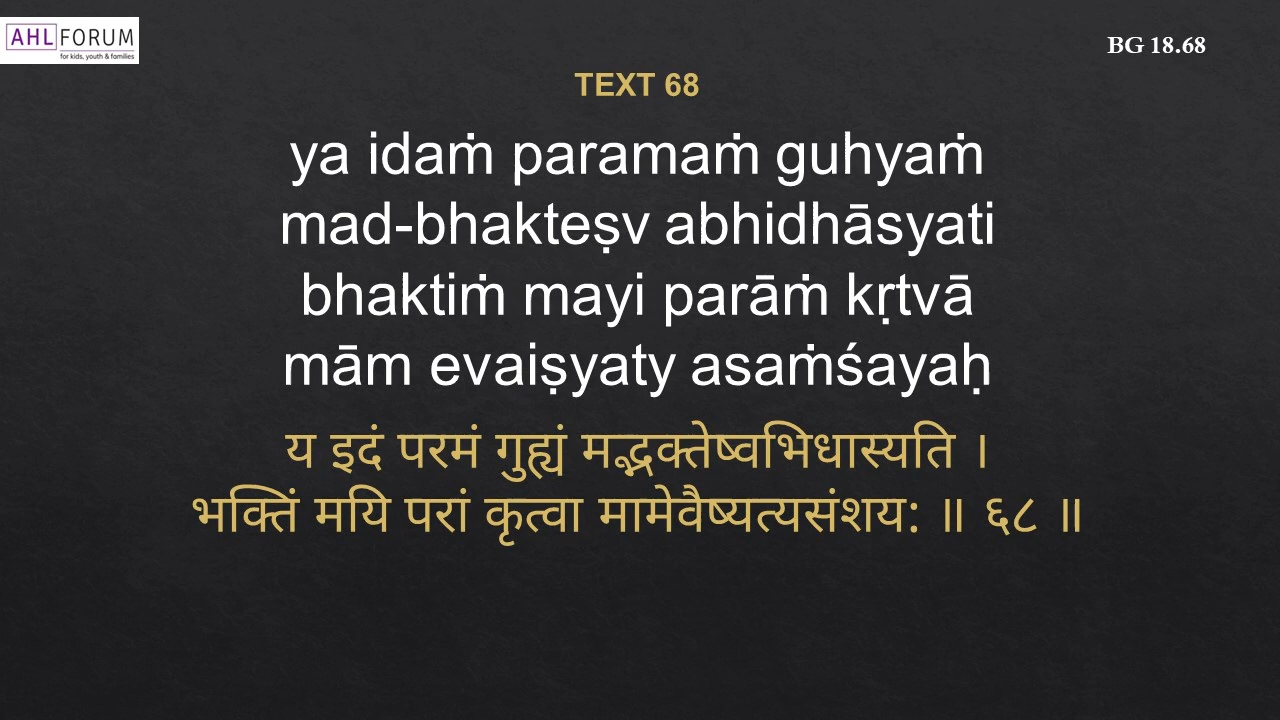 AHL FORUM
for kids, youth & families
BG 18.68
TEXT 68
ya idaṁ paramaṁ guhyaṁ
mad-bhakteṣv abhidhāsyati
bhaktiṁ mayi parāṁ kṛtvā
mām evaiṣyaty asaṁśayaḥ
य इदं परमं गुह्यं मद्भक्तेष्वभिधास्यति ।
भक्तिं मयि परां कृत्वा मामेवैष्यत्यसंशय: ॥ ६८ ॥